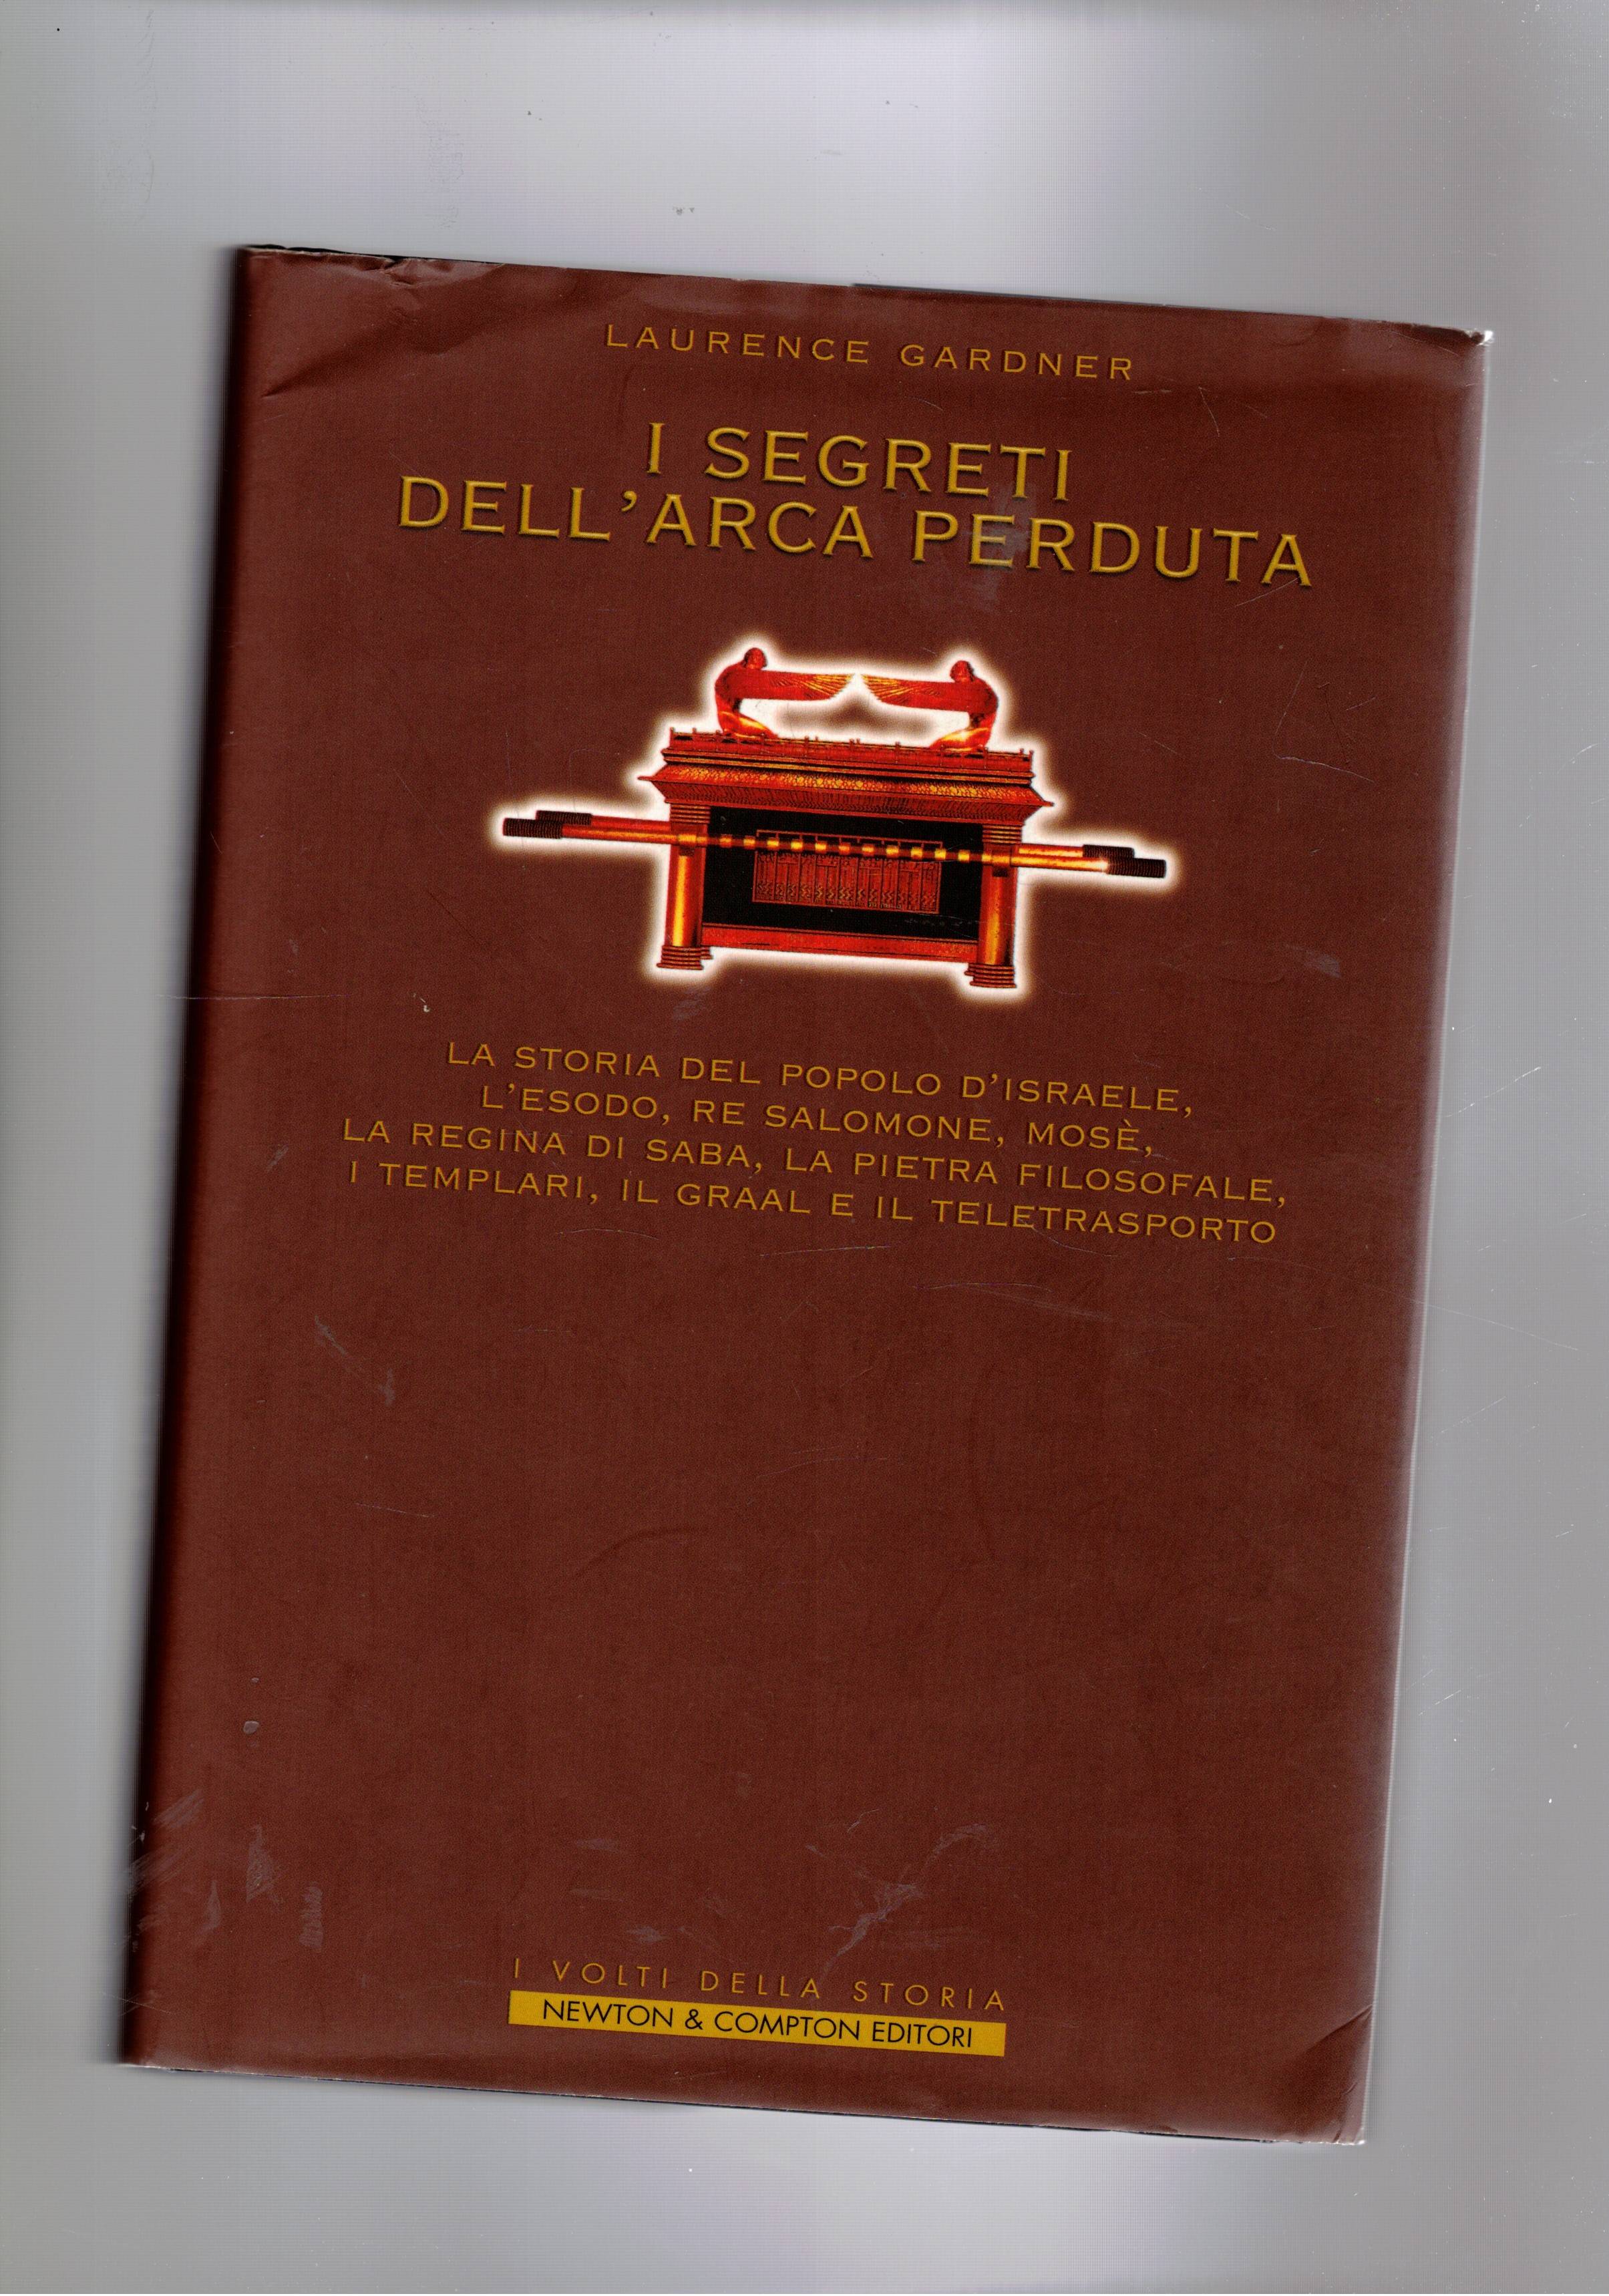 LAURENCE GARDNER
I SEGRETI
DELL'ARCA PERDUTA
LA STORIA DEL POPOLO D'ISRAELE,
L'ESODO, RE SALOMONE, MOSÈ,
LA REGINA DI SABA, LA PIETRA FILOSOFALE,
I TEMPLARI, IL GRAAL E IL TELETRASPORTO
I VOLTI DELLA STORIA
NEWTON & COMPTON EDITORI